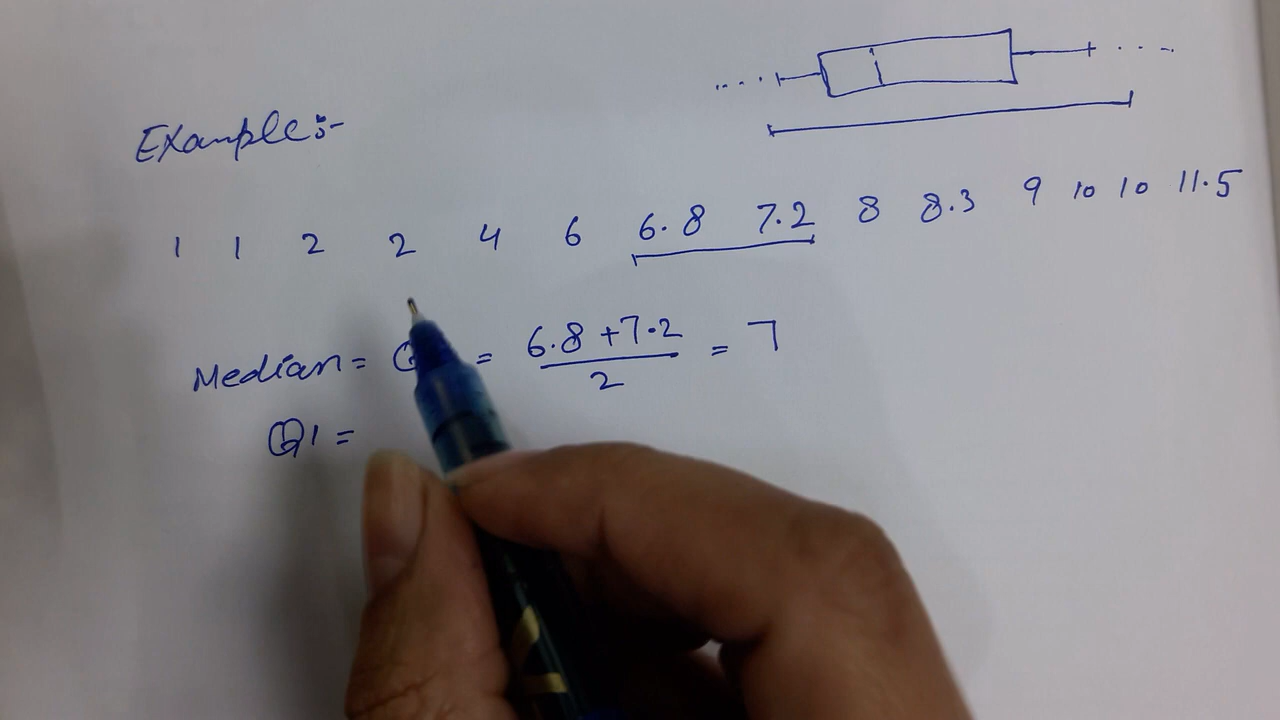 Example:-
1 1 2 2 4 6 6.8 7.2 8 8.3 9 10 10 11.5
Median = = 6.8 + 7.2 / 2 = 7
Q1 =